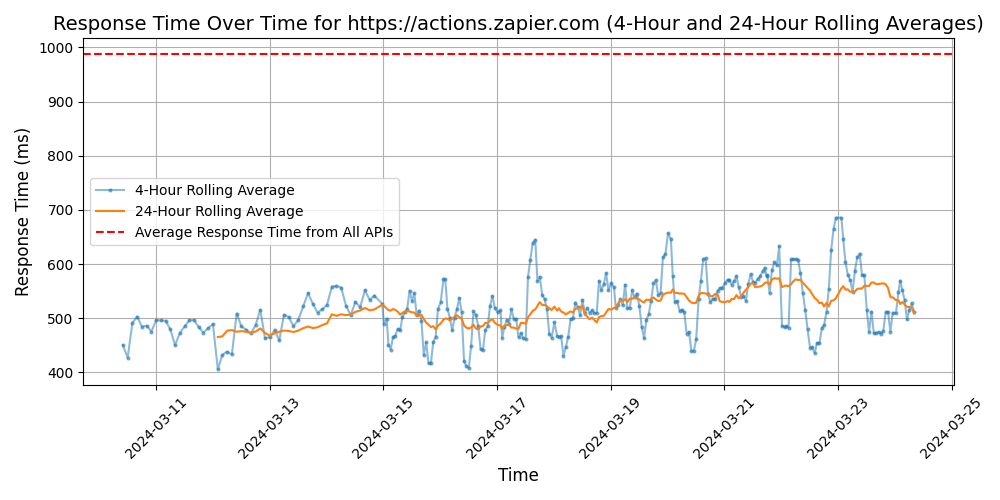 Response Time Over Time for https://actions.zapier.com (4-Hour and 24-Hour Rolling Averages)
1000
900
800
700
600
500
400
Response Time (ms)
4-Hour Rolling Average
24-Hour Rolling Average
Average Response Time from All APIs
2024-03-11
2024-03-13
2024-03-15
2024-03-17
2024-03-19
2024-03-21
2024-03-23
2024-03-25
Time